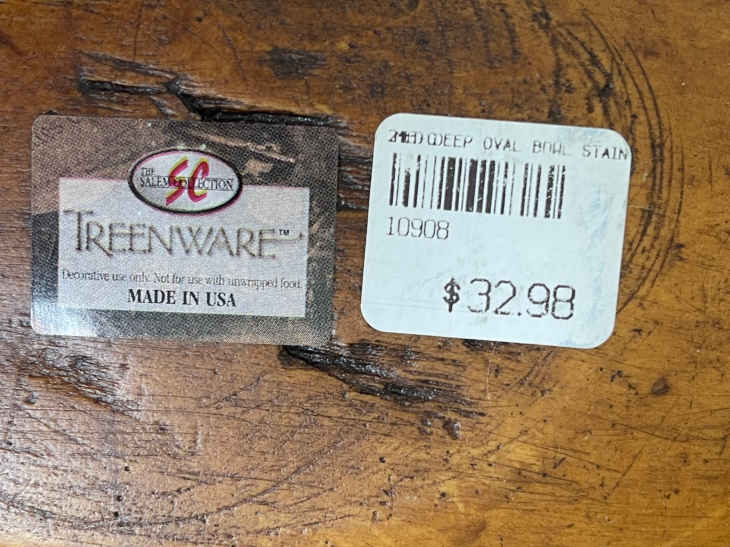 THE
SC
SALEM COLLECTION
TREENWARE™
Decorative use only. Not for use with unwrapped food.
MADE IN USA
DEEP OVAL BOWL STAIN
10908
$32.98